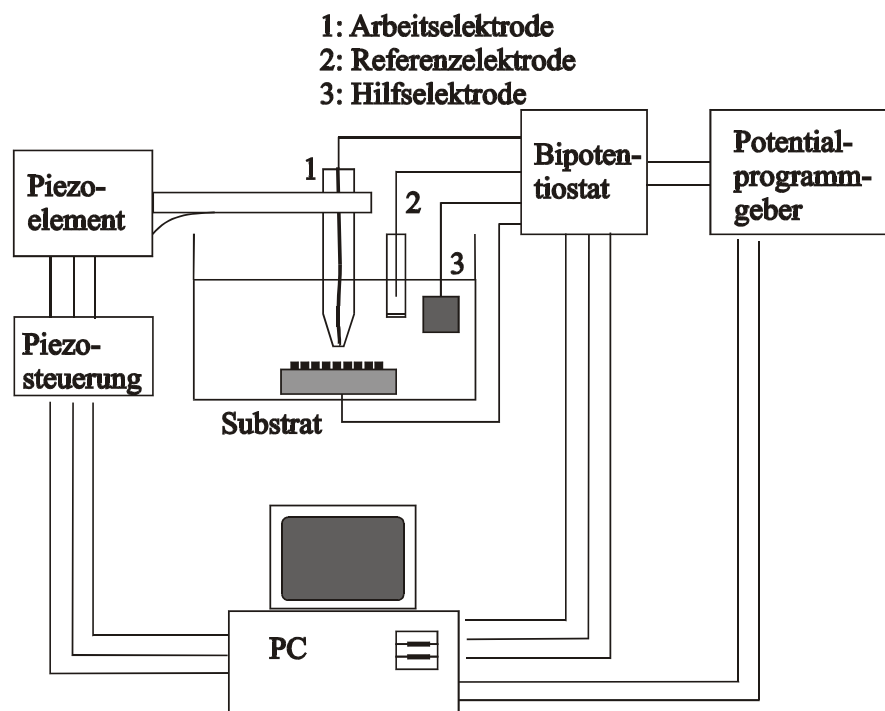 1: Arbeitselektrode
2: Referenzelektrode
3: Hilfselektrode
Piezo-
element
1
2
3
Bipoten-
tiostat
Potential-
programm-
geber
Piezo-
steuerung
Substrat
PC